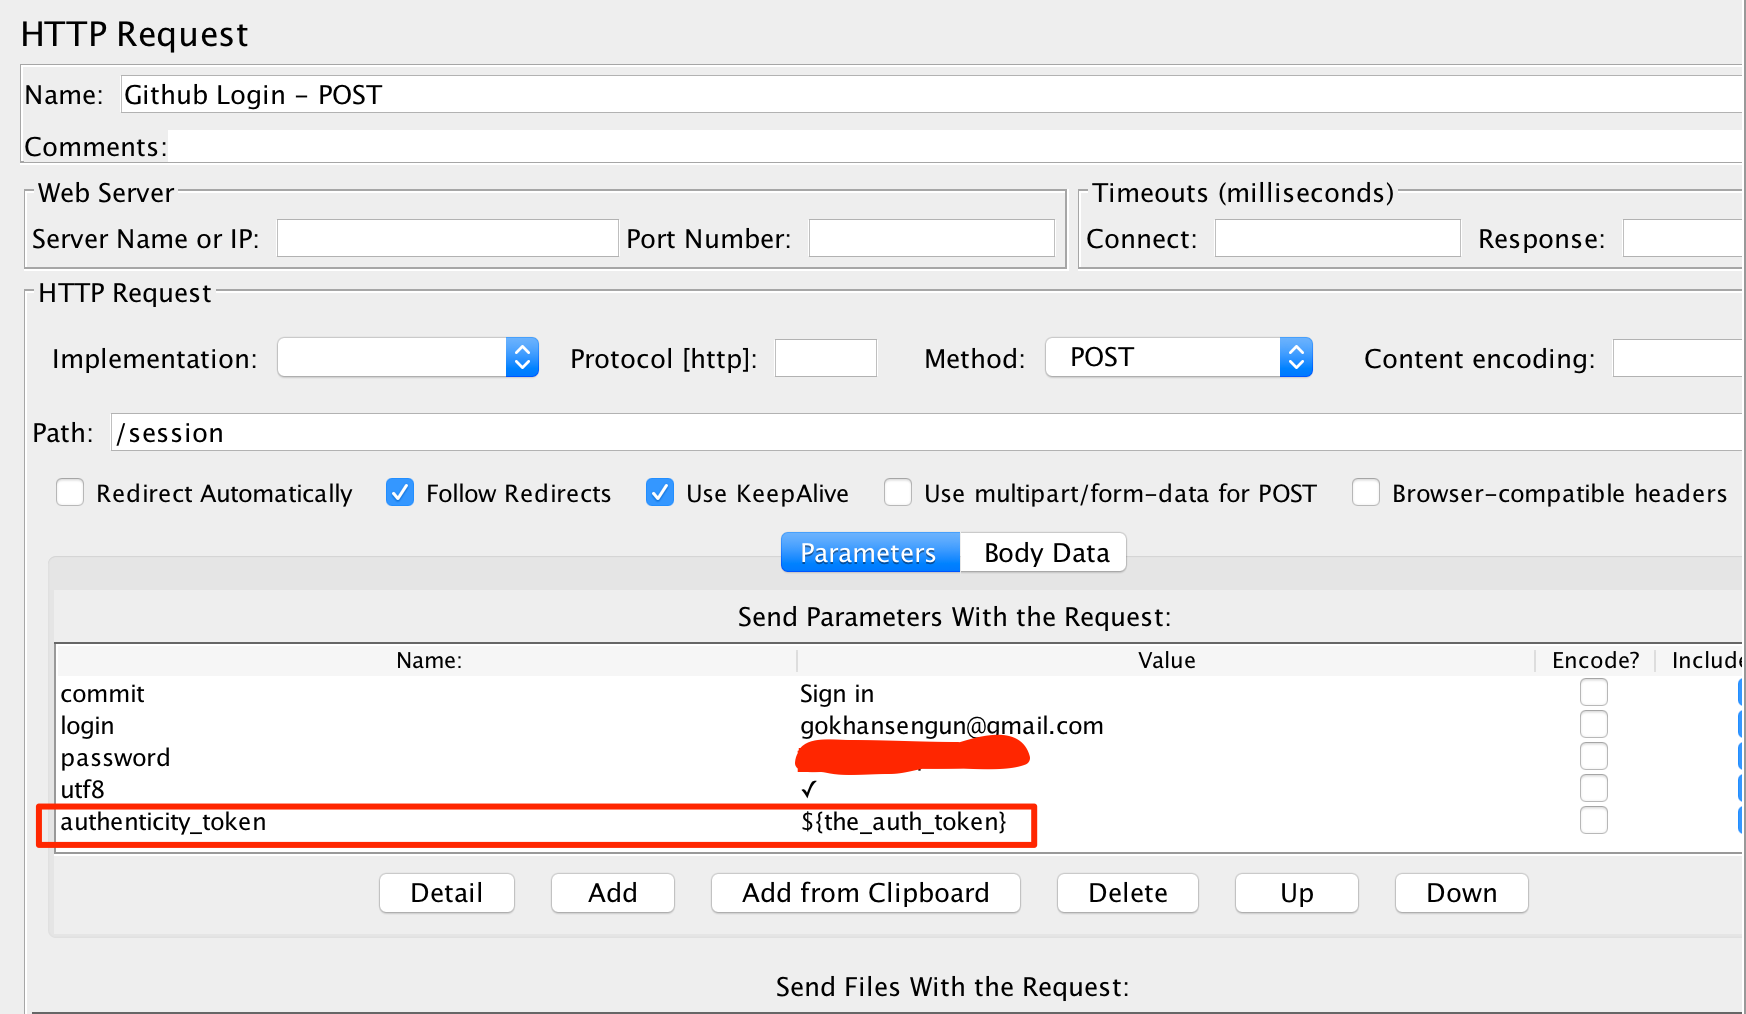 HTTP Request
Name: Github Login - POST
Comments:
Web Server
Server Name or IP: Port Number:
Timeouts (milliseconds)
Connect: Response:
HTTP Request
Implementation: Protocol [http]: Method: POST Content encoding:
Path: /session
Redirect Automatically Follow Redirects Use KeepAlive Use multipart/form-data for POST Browser-compatible headers
Parameters Body Data
Send Parameters With the Request:
Name: Value Encode? Include
commit Sign in
login gokhansengun@gmail.com
password
utf8 ✓
authenticity_token ${the_auth_token}
Detail Add Add from Clipboard Delete Up Down
Send Files With the Request: